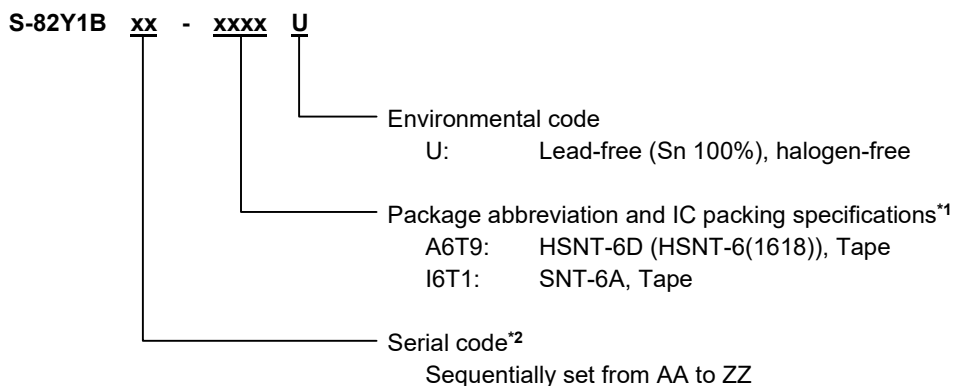 S-82Y1B xx - xxxx U
Environmental code
U: Lead-free (Sn 100%), halogen-free
Package abbreviation and IC packing specifications*1
A6T9: HSNT-6D (HSNT-6(1618)), Tape
I6T1: SNT-6A, Tape
Serial code*2
Sequentially set from AA to ZZ